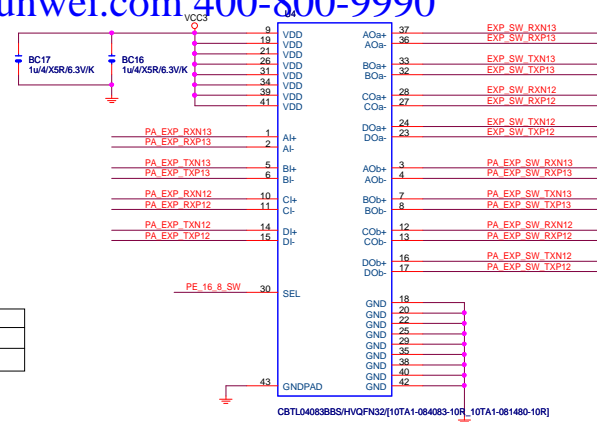 unwei.com 400-800-9990
VCC3
U4
BC17
1u/4/X5R/6.3V/K
BC16
1u/4/X5R/6.3V/K
9 VDD
19 VDD
21 VDD
26 VDD
31 VDD
34 VDD
39 VDD
41 VDD
PA_EXP_RXN13 1 AI+
PA_EXP_RXP13 2 AI-
PA_EXP_TXN13 5 BI+
PA_EXP_TXP13 6 BI-
PA_EXP_RXN12 10 CI+
PA_EXP_RXP12 11 CI-
PA_EXP_TXN12 14 DI+
PA_EXP_TXP12 15 DI-
PE_16_8_SW 30 SEL
43 GNDPAD
AOa+ 37 EXP_SW_RXN13
AOa- 36 EXP_SW_RXP13
BOa+ 33 EXP_SW_TXN13
BOa- 32 EXP_SW_TXP13
COa+ 28 EXP_SW_RXN12
COa- 27 EXP_SW_RXP12
DOa+ 24 EXP_SW_TXN12
DOa- 23 EXP_SW_TXP12
AOb+ 3 PA_EXP_SW_RXN13
AOb- 4 PA_EXP_SW_RXP13
BOb+ 7 PA_EXP_SW_TXN13
BOb- 8 PA_EXP_SW_TXP13
COb+ 12 PA_EXP_SW_RXN12
COb- 13 PA_EXP_SW_RXP12
DOb+ 16 PA_EXP_SW_TXN12
DOb- 17 PA_EXP_SW_TXP12
GND 18
GND 20
GND 22
GND 25
GND 29
GND 35
GND 38
GND 40
GND 42
CBTL04083BBS/HVQFN32/[10TA1-084083-10R_10TA1-081480-10R]